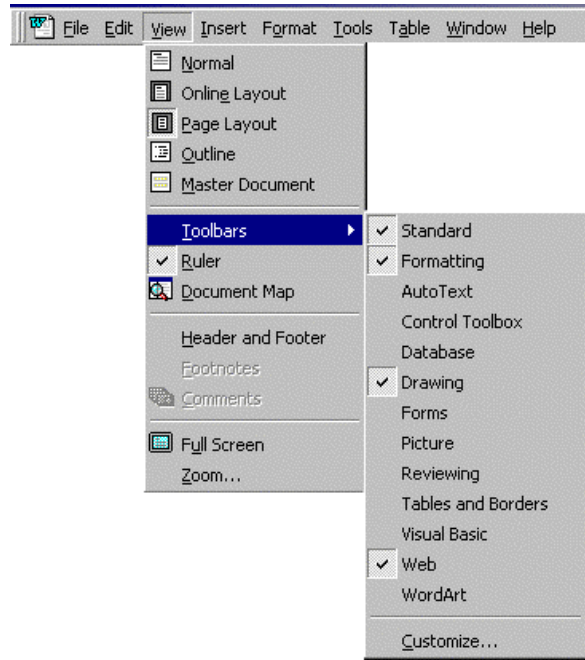 File Edit View Insert Format Tools Table Window Help
Normal
Online Layout
Page Layout
Outline
Master Document
Toolbars
Ruler
Document Map
Header and Footer
Footnotes
Comments
Full Screen
Zoom...
Standard
Formatting
AutoText
Control Toolbox
Database
Drawing
Forms
Picture
Reviewing
Tables and Borders
Visual Basic
Web
WordArt
Customize...